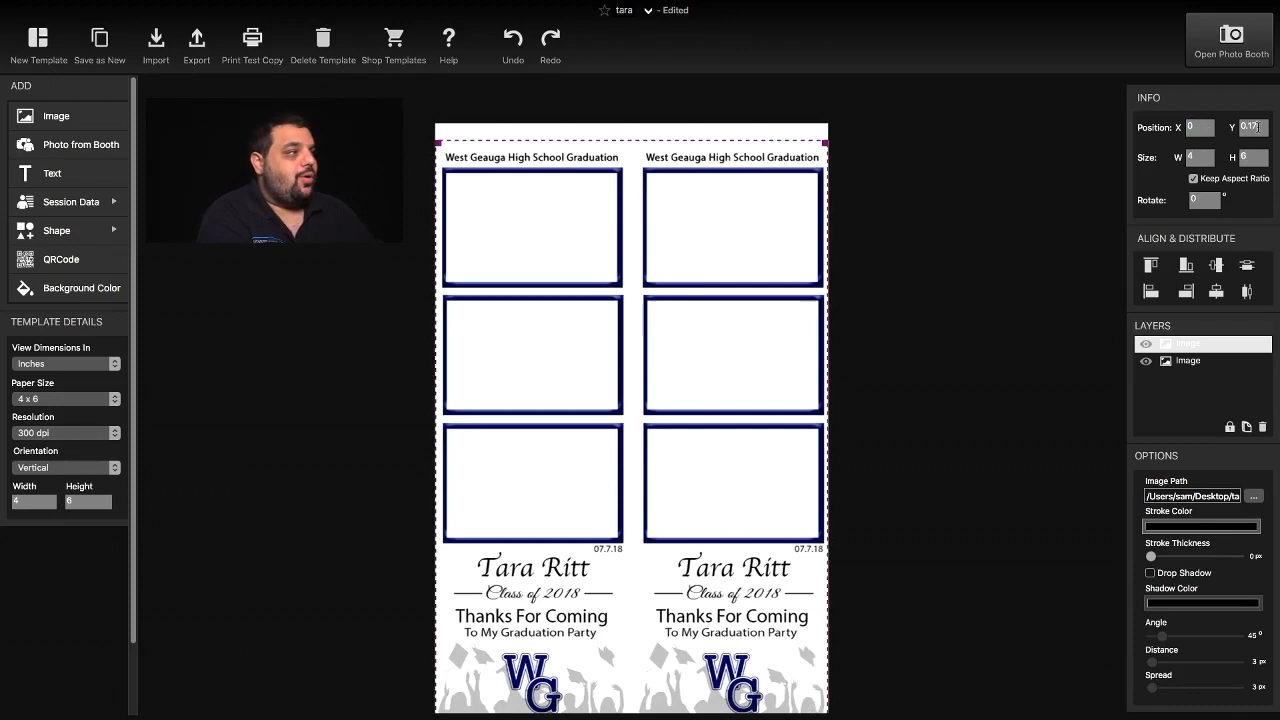 tara - Edited
New Template Save as New Import Export Print Test Copy Delete Template Shop Templates Help Undo Redo Open Photo Booth
ADD
Image
Photo from Booth
Text
Session Data
Shape
QRCode
Background Color
TEMPLATE DETAILS
View Dimensions In
Inches
Paper Size
4 x 6
Resolution
300 dpi
Orientation
Vertical
Width Height
4 6
West Geauga High School Graduation West Geauga High School Graduation
07.7.18 07.7.18
Tara Ritt Tara Ritt
Class of 2018 Class of 2018
Thanks For Coming Thanks For Coming
To My Graduation Party To My Graduation Party
WG WG
INFO
Position: X 0 Y 0.17
Size: W 4 H 6
Keep Aspect Ratio
Rotate: 0 °
ALIGN & DISTRIBUTE
LAYERS
Image
Image
OPTIONS
Image Path
/Users/sam/Desktop/ta ...
Stroke Color
Stroke Thickness
0 px
Drop Shadow
Shadow Color
Angle
45 °
Distance
3 px
Spread
3 px